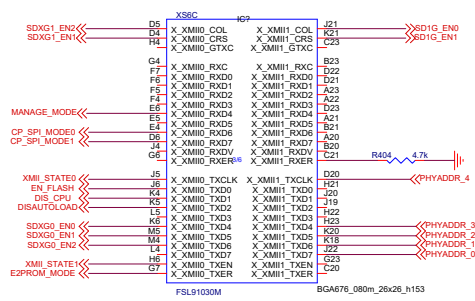 XS6C
IC?
SDXG1_EN2 D5 X_XMII0_COL X_XMII1_COL J21 SD1G_EN0
SDXG1_EN1 D4 X_XMII0_CRS X_XMII1_CRS K21 SD1G_EN1
H4 X_XMII0_GTXC X_XMII1_GTXC C23
G4 X_XMII0_RXC X_XMII1_RXC B23
F7 X_XMII0_RXD0 X_XMII1_RXD0 D22
F6 X_XMII0_RXD1 X_XMII1_RXD1 D21
F5 X_XMII0_RXD2 X_XMII1_RXD2 A23
F4 X_XMII0_RXD3 X_XMII1_RXD3 A22
MANAGE_MODE E6 X_XMII0_RXD4 X_XMII1_RXD4 D23
E5 X_XMII0_RXD5 X_XMII1_RXD5 A21
CP_SPI_MODE0 E4 X_XMII0_RXD6 X_XMII1_RXD6 B21
CP_SPI_MODE1 D6 X_XMII0_RXD7 X_XMII1_RXD7 A20
J4 X_XMII0_RXDV X_XMII1_RXDV B20
G6 X_XMII0_RXER 3/6 X_XMII1_RXER C21 R404 4.7k
XMII_STATE0 J5 X_XMII0_TXCLK X_XMII1_TXCLK D20 PHYADDR_4
EN_FLASH J6 X_XMII0_TXD0 X_XMII1_TXD0 H21
DIS_CPU K4 X_XMII0_TXD1 X_XMII1_TXD1 J20
DISAUTOLOAD K5 X_XMII0_TXD2 X_XMII1_TXD2 J19
L5 X_XMII0_TXD3 X_XMII1_TXD3 H22
SDXG0_EN0 K6 X_XMII0_TXD4 X_XMII1_TXD4 H23 PHYADDR_3
SDXG0_EN1 M5 X_XMII0_TXD5 X_XMII1_TXD5 K20 PHYADDR_2
SDXG0_EN2 M4 X_XMII0_TXD6 X_XMII1_TXD6 K18 PHYADDR_1
L4 X_XMII0_TXD7 X_XMII1_TXD7 J22 PHYADDR_0
XMII_STATE1 H6 X_XMII0_TXEN X_XMII1_TXEN G23
E2PROM_MODE G7 X_XMII0_TXER X_XMII1_TXER C20
FSL91030M BGA676_080m_26x26_h153